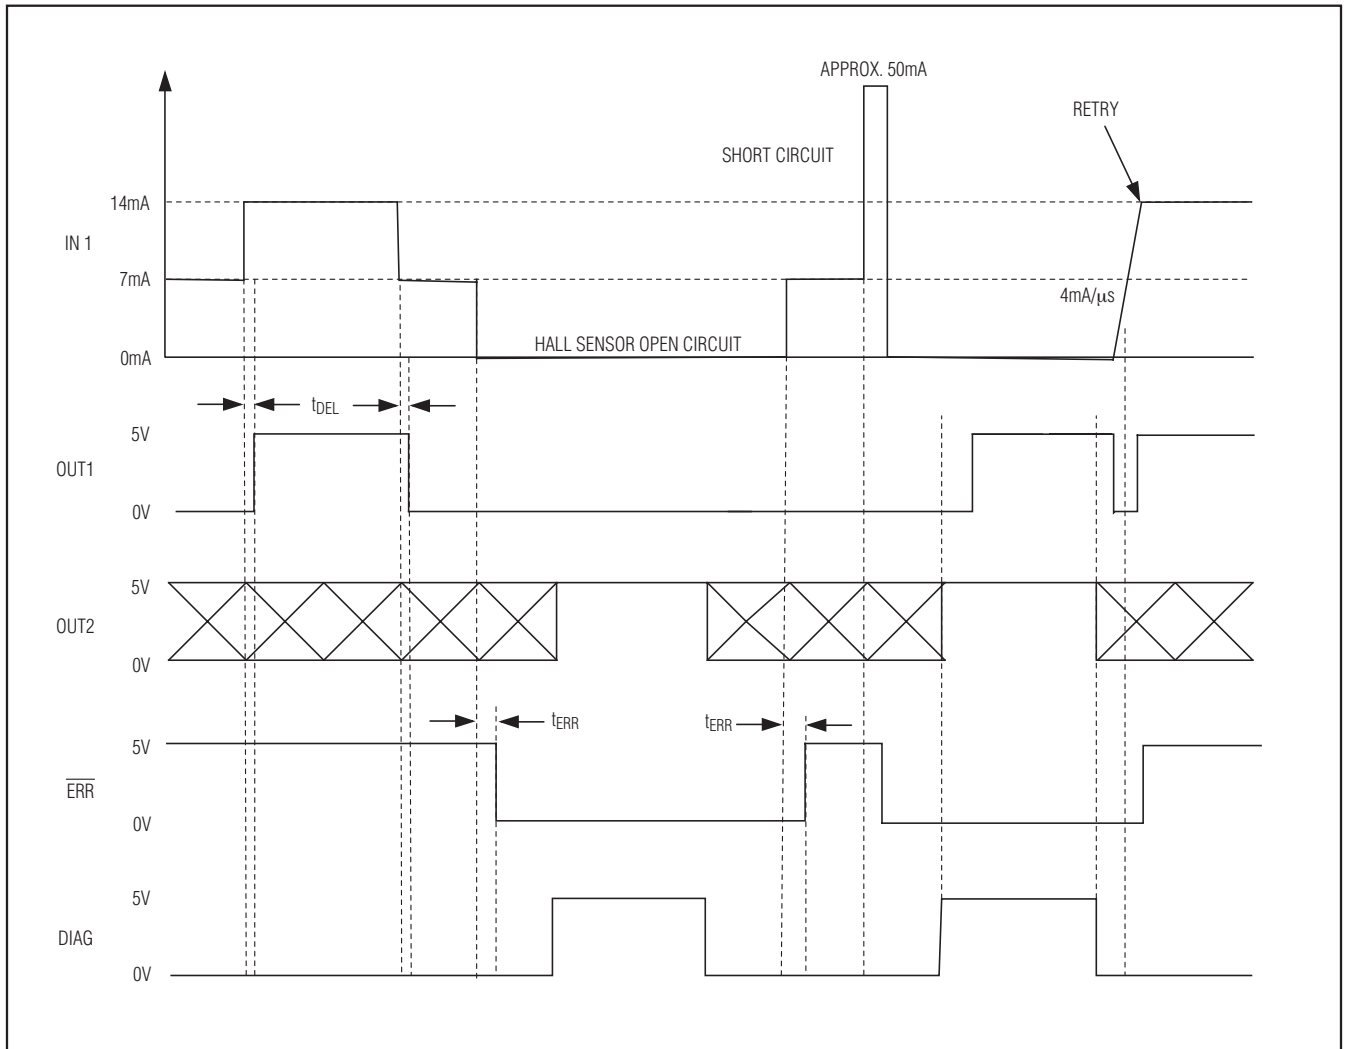 APPROX. 50mA
RETRY
SHORT CIRCUIT
14mA
IN 1
7mA
4mA/µs
HALL SENSOR OPEN CIRCUIT
0mA
tDEL
5V
OUT1
0V
5V
OUT2
0V
tERR tERR
5V
ERR
0V
5V
DIAG
0V